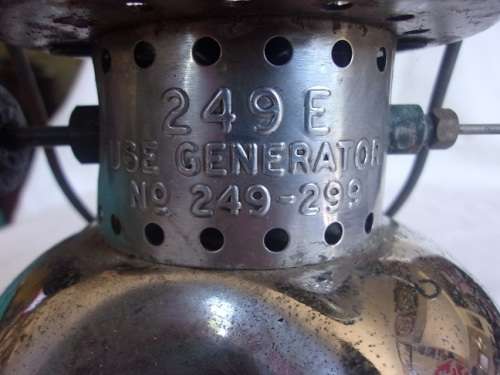 249 E
USE GENERATOR
No 249-299